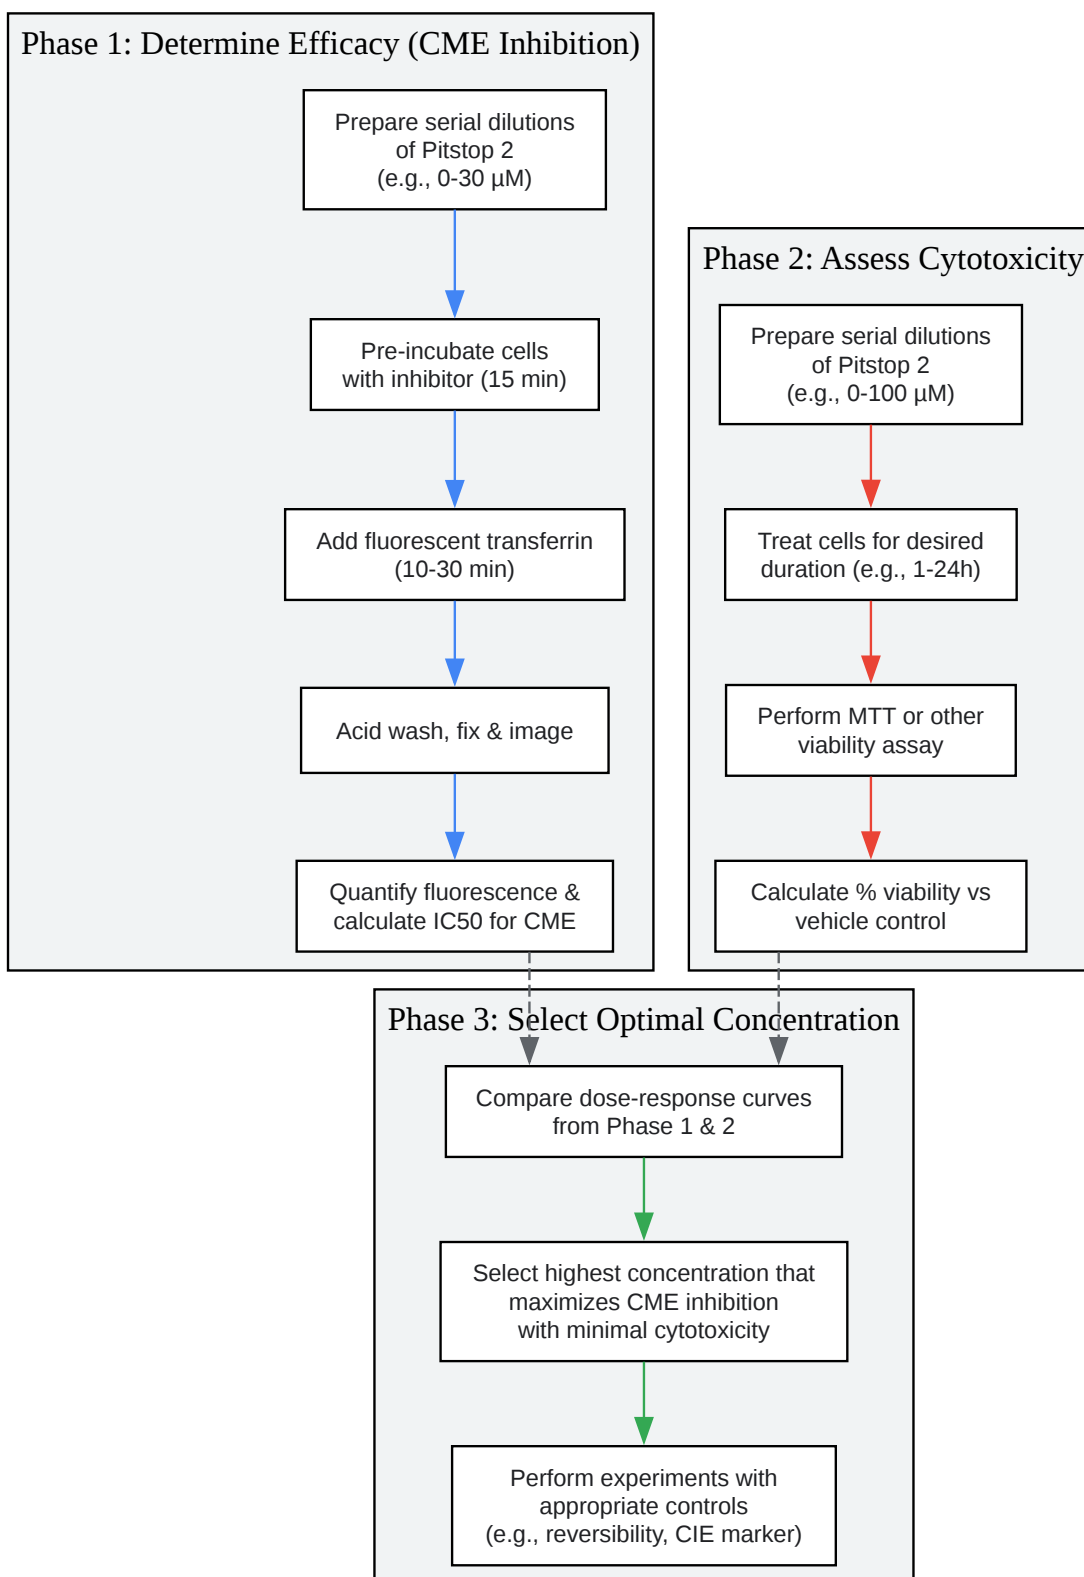 Phase 1: Determine Efficacy (CME Inhibition)
Prepare serial dilutions
of Pitstop 2
(e.g., 0-30 µM)
Pre-incubate cells
with inhibitor (15 min)
Add fluorescent transferrin
(10-30 min)
Acid wash, fix & image
Quantify fluorescence &
calculate IC50 for CME
Phase 2: Assess Cytotoxicity
Prepare serial dilutions
of Pitstop 2
(e.g., 0-100 µM)
Treat cells for desired
duration (e.g., 1-24h)
Perform MTT or other
viability assay
Calculate % viability vs
vehicle control
Phase 3: Select Optimal Concentration
Compare dose-response curves
from Phase 1 & 2
Select highest concentration that
maximizes CME inhibition
with minimal cytotoxicity
Perform experiments with
appropriate controls
(e.g., reversibility, CIE marker)